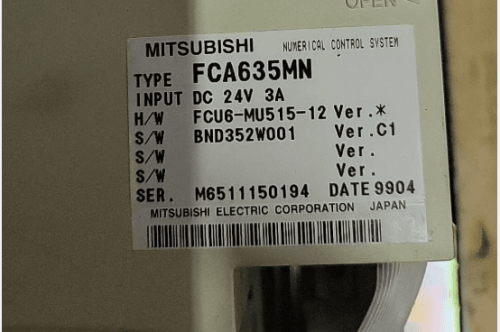 OPEN
MITSUBISHI NUMERICAL CONTROL SYSTEM
TYPE FCA635MN
INPUT DC 24V 3A
H/W FCU6-MU515-12 Ver.*
S/W BND352W001 Ver.C1
S/W Ver.
S/W Ver.
SER. M6511150194 DATE 9904
MITSUBISHI ELECTRIC CORPORATION JAPAN